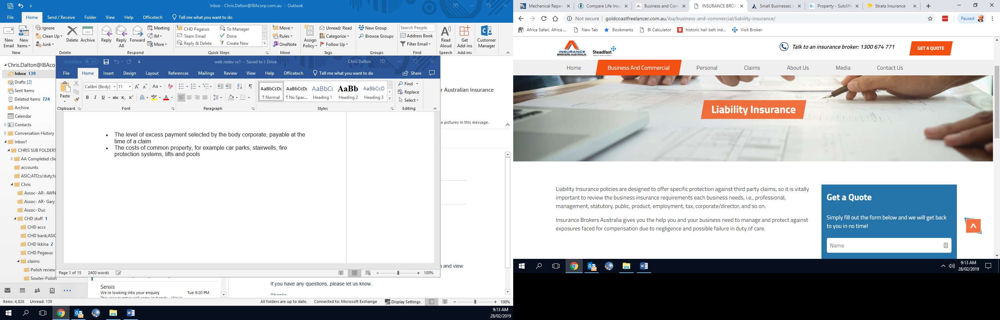 Inbox - Chris.Dalton@IBAcorp.com.au - Outlook
File Home Send / Receive Folder View Help Officetech Tell me what you want to do
New Email
New Items
New
Ignore
Clean Up
Junk
Delete
Archive
Delete
Reply
Reply All
Forward
Meeting
IM
More
Respond
CHD Pegasus
Team Email
Reply & Delete
To Manager
Done
Create New
Quick Steps
Move
Rules
OneNote
Move
Assign Policy
Unread/ Read
Categorize
Follow Up
Tags
New Group
Browse Groups
Groups
Search People
Address Book
Filter Email
Find
Read Aloud
Speech
Get Add-ins
Add-ins
Customer Manager
Chris.Dalton@IBAco
Inbox 139
Drafts [2]
Sent Items
Deleted Items 724
Archive
Calendar
Contacts
Conversation History
Inbox1
CHRIS SUB FOLDERS
AA Completed clie
accounts
ASIC;ATO;s/duty;ta
Chris
Assoc- AR- AWN
Assoc- AR- Gary
Assoc- Duc
CHD stuff 1
CHD accs
CHD bank;ASIC
CHD Ikkina 2
CHD Pegasus
claims
Polish review
Sowter-Polish
AutoSave Off
web redev vs1 - Saved to I: Drive
Chris Dalton
File Home Insert Design Layout References Mailings Review View Help Officetech Tell me what you want to do Share
Paste
Clipboard
Calibri (Body) 11
Aa
B I U abc x₂ x²
Font
Paragraph
AaBbCcDc AaBbCcDc AaBbCc AaBb AaBbCcD
¶ Normal ¶ No Spac... Heading 1 Heading 2 Heading 3
Styles
Find
Replace
Select
Editing
• The level of excess payment selected by the body corporate, payable at the
time of a claim
• The costs of common property, for example car parks, stairwells, fire
protection systems, lifts and pools
Page 1 of 15 2400 words
100%
r Australian insurance
e pictures in this message.
n and view
If you have any questions, please let us know.
Sensis
We're looking into your enquiry Tue 9:20 PM
Items: 4,826 Unread: 139
All folders are up to date. Connected to: Microsoft Exchange Display Settings 100%
9:13 AM
28/02/2019
Mechanical Repair
Compare Life Insu
Business and Com
INSURANCE BROK
Small Businesses I
Property - Sutcliffe
Strata Insurance
Not secure | goldcoastfreelancer.com.au/iba/business-and-commercial/liability-insurance/
Paused
Africa Safari, Africa ... New Tab Bookmarks BI Calculator historic hail belt ind... Visit Broker
INSURANCE
BROKERS AUSTRALIA
Steadfast
Talk to an insurance broker: 1300 674 771
GET A QUOTE
Home Business And Commercial Personal Claims About Us Media Contact Us
Liability Insurance
Liability Insurance policies are designed to offer specific protection against third party claims, so it is vitally
important to review the business insurance requirements each business needs, i.e., professional,
management, statutory, public, product, employment, tax, corporate/director, and so on.
Insurance Brokers Australia gives you the help you and your business need to manage and protect against
exposures faced for compensation due to negligence and possible failure in duty of care.
Get a Quote
Simply fill out the form below and we will get back
to you in no time!
Name
9:13 AM
28/02/2019